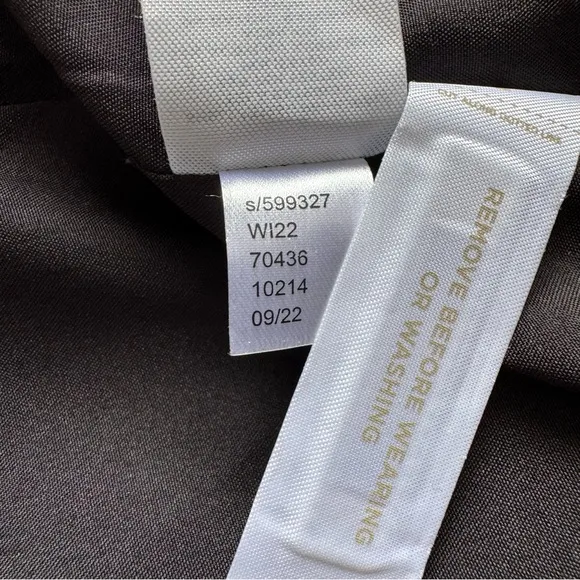 s/599327
WI22
70436
10214
09/22
REMOVE BEFORE WEARING
OR WASHING